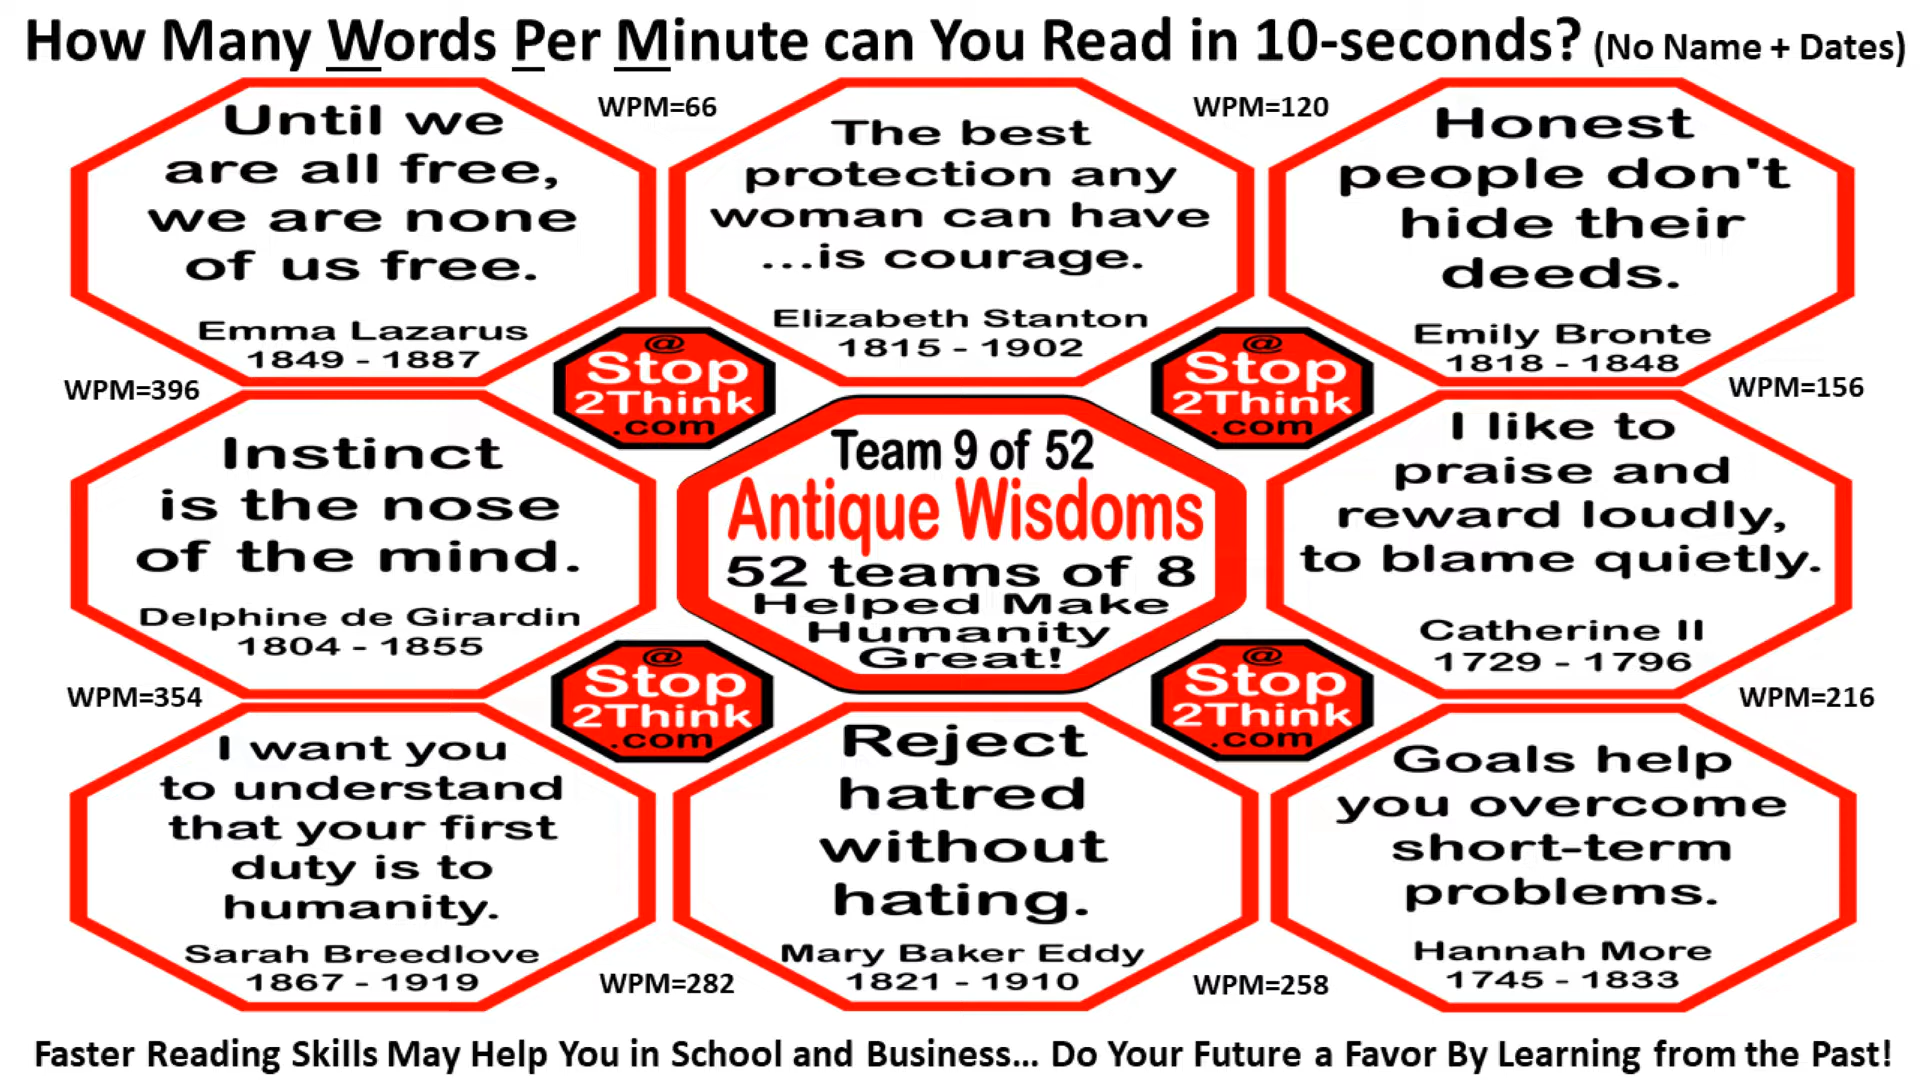 How Many Words Per Minute can You Read in 10-seconds? (No Name + Dates)
Until we
are all free,
we are none
of us free.
Emma Lazarus
1849 - 1887
WPM=66
The best
protection any
woman can have
...is courage.
Elizabeth Stanton
1815 - 1902
WPM=120
Honest
people don't
hide their
deeds.
Emily Bronte
1818 - 1848
WPM=156
@
Stop
2Think
.com
@
Stop
2Think
.com
WPM=396
Instinct
is the nose
of the mind.
Delphine de Girardin
1804 - 1855
Team 9 of 52
Antique Wisdoms
52 teams of 8
Helped Make
Humanity
Great!
I like to
praise and
reward loudly,
to blame quietly.
Catherine II
1729 - 1796
WPM=216
@
Stop
2Think
.com
@
Stop
2Think
.com
WPM=354
I want you
to understand
that your first
duty is to
humanity.
Sarah Breedlove
1867 - 1919
WPM=282
Reject
hatred
without
hating.
Mary Baker Eddy
1821 - 1910
WPM=258
Goals help
you overcome
short-term
problems.
Hannah More
1745 - 1833
Faster Reading Skills May Help You in School and Business... Do Your Future a Favor By Learning from the Past!